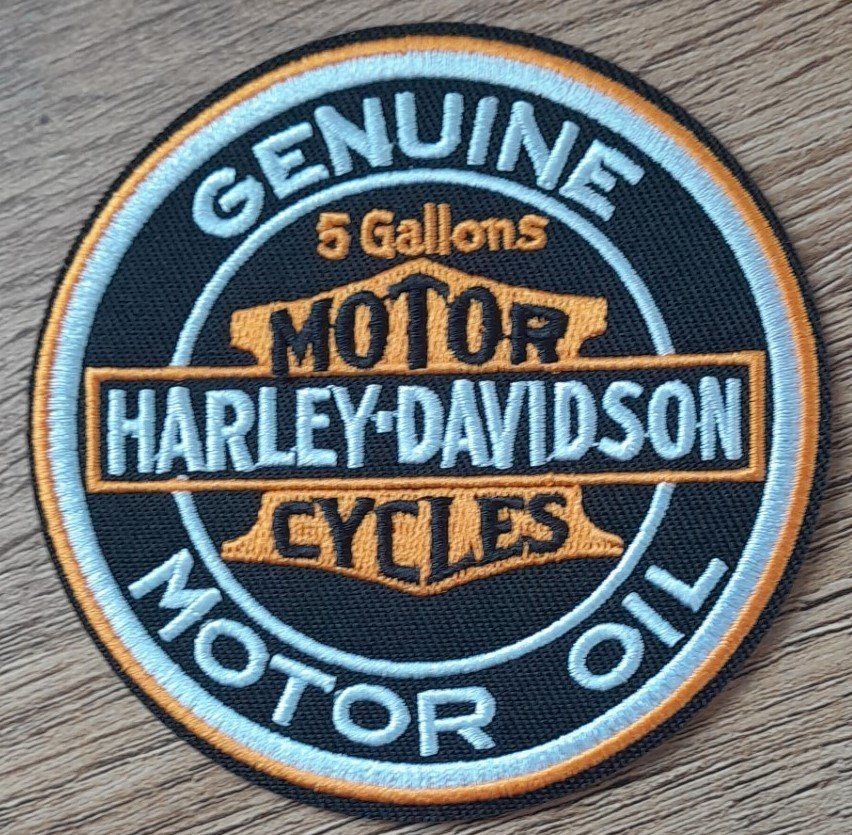 GENUINE
5 Gallons
MOTOR
HARLEY-DAVIDSON
CYCLES
MOTOR OIL